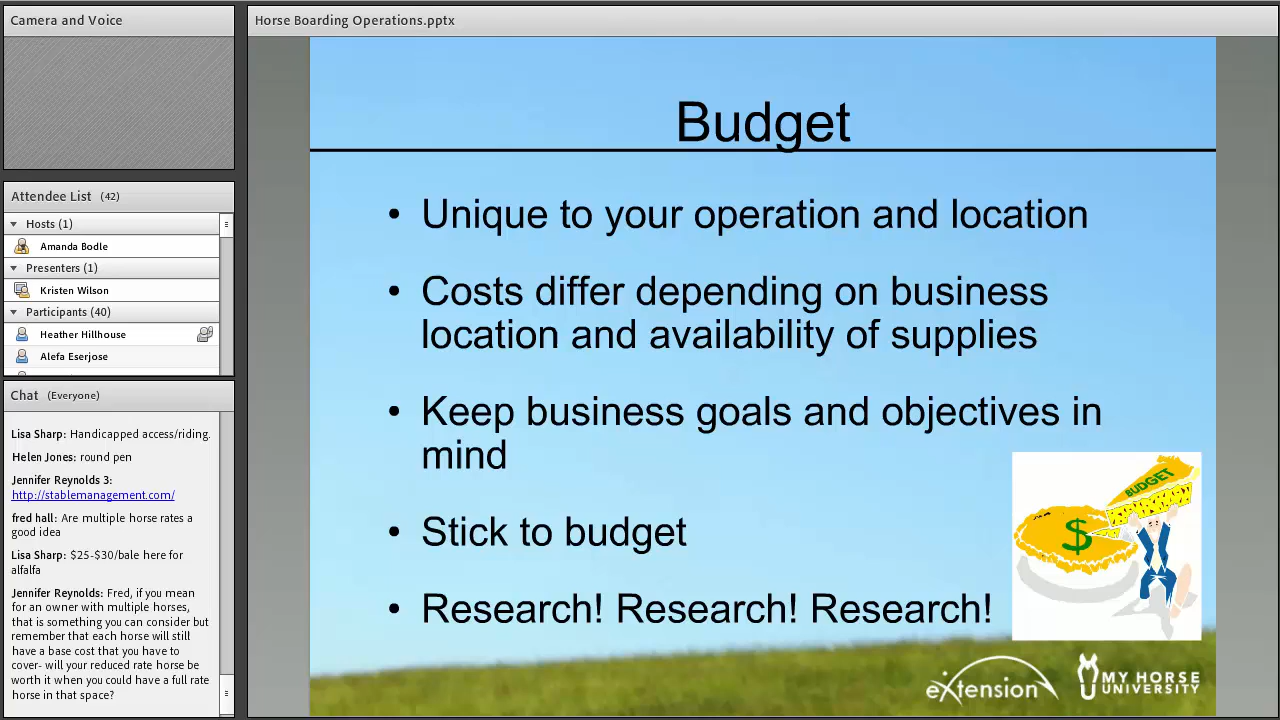 Camera and Voice
Attendee List (42)
Hosts (1)
Amanda Bodle
Presenters (1)
Kristen Wilson
Participants (40)
Heather Hillhouse
Alefa Eserjose
Chat (Everyone)
Lisa Sharp: Handicapped access/riding.
Helen Jones: round pen
Jennifer Reynolds 3:
http://stablemanagement.com/
fred hall: Are multiple horse rates a
good idea
Lisa Sharp: $25-$30/bale here for
alfalfa
Jennifer Reynolds: Fred, if you mean
for an owner with multiple horses,
that is something you can consider but
remember that each horse will still
have a base cost that you have to
cover- will your reduced rate horse be
worth it when you could have a full rate
horse in that space?
Horse Boarding Operations.pptx
Budget
• Unique to your operation and location
• Costs differ depending on business
location and availability of supplies
• Keep business goals and objectives in
mind
• Stick to budget
• Research! Research! Research!
BUDGET
$
eXtension
MY HORSE
UNIVERSITY